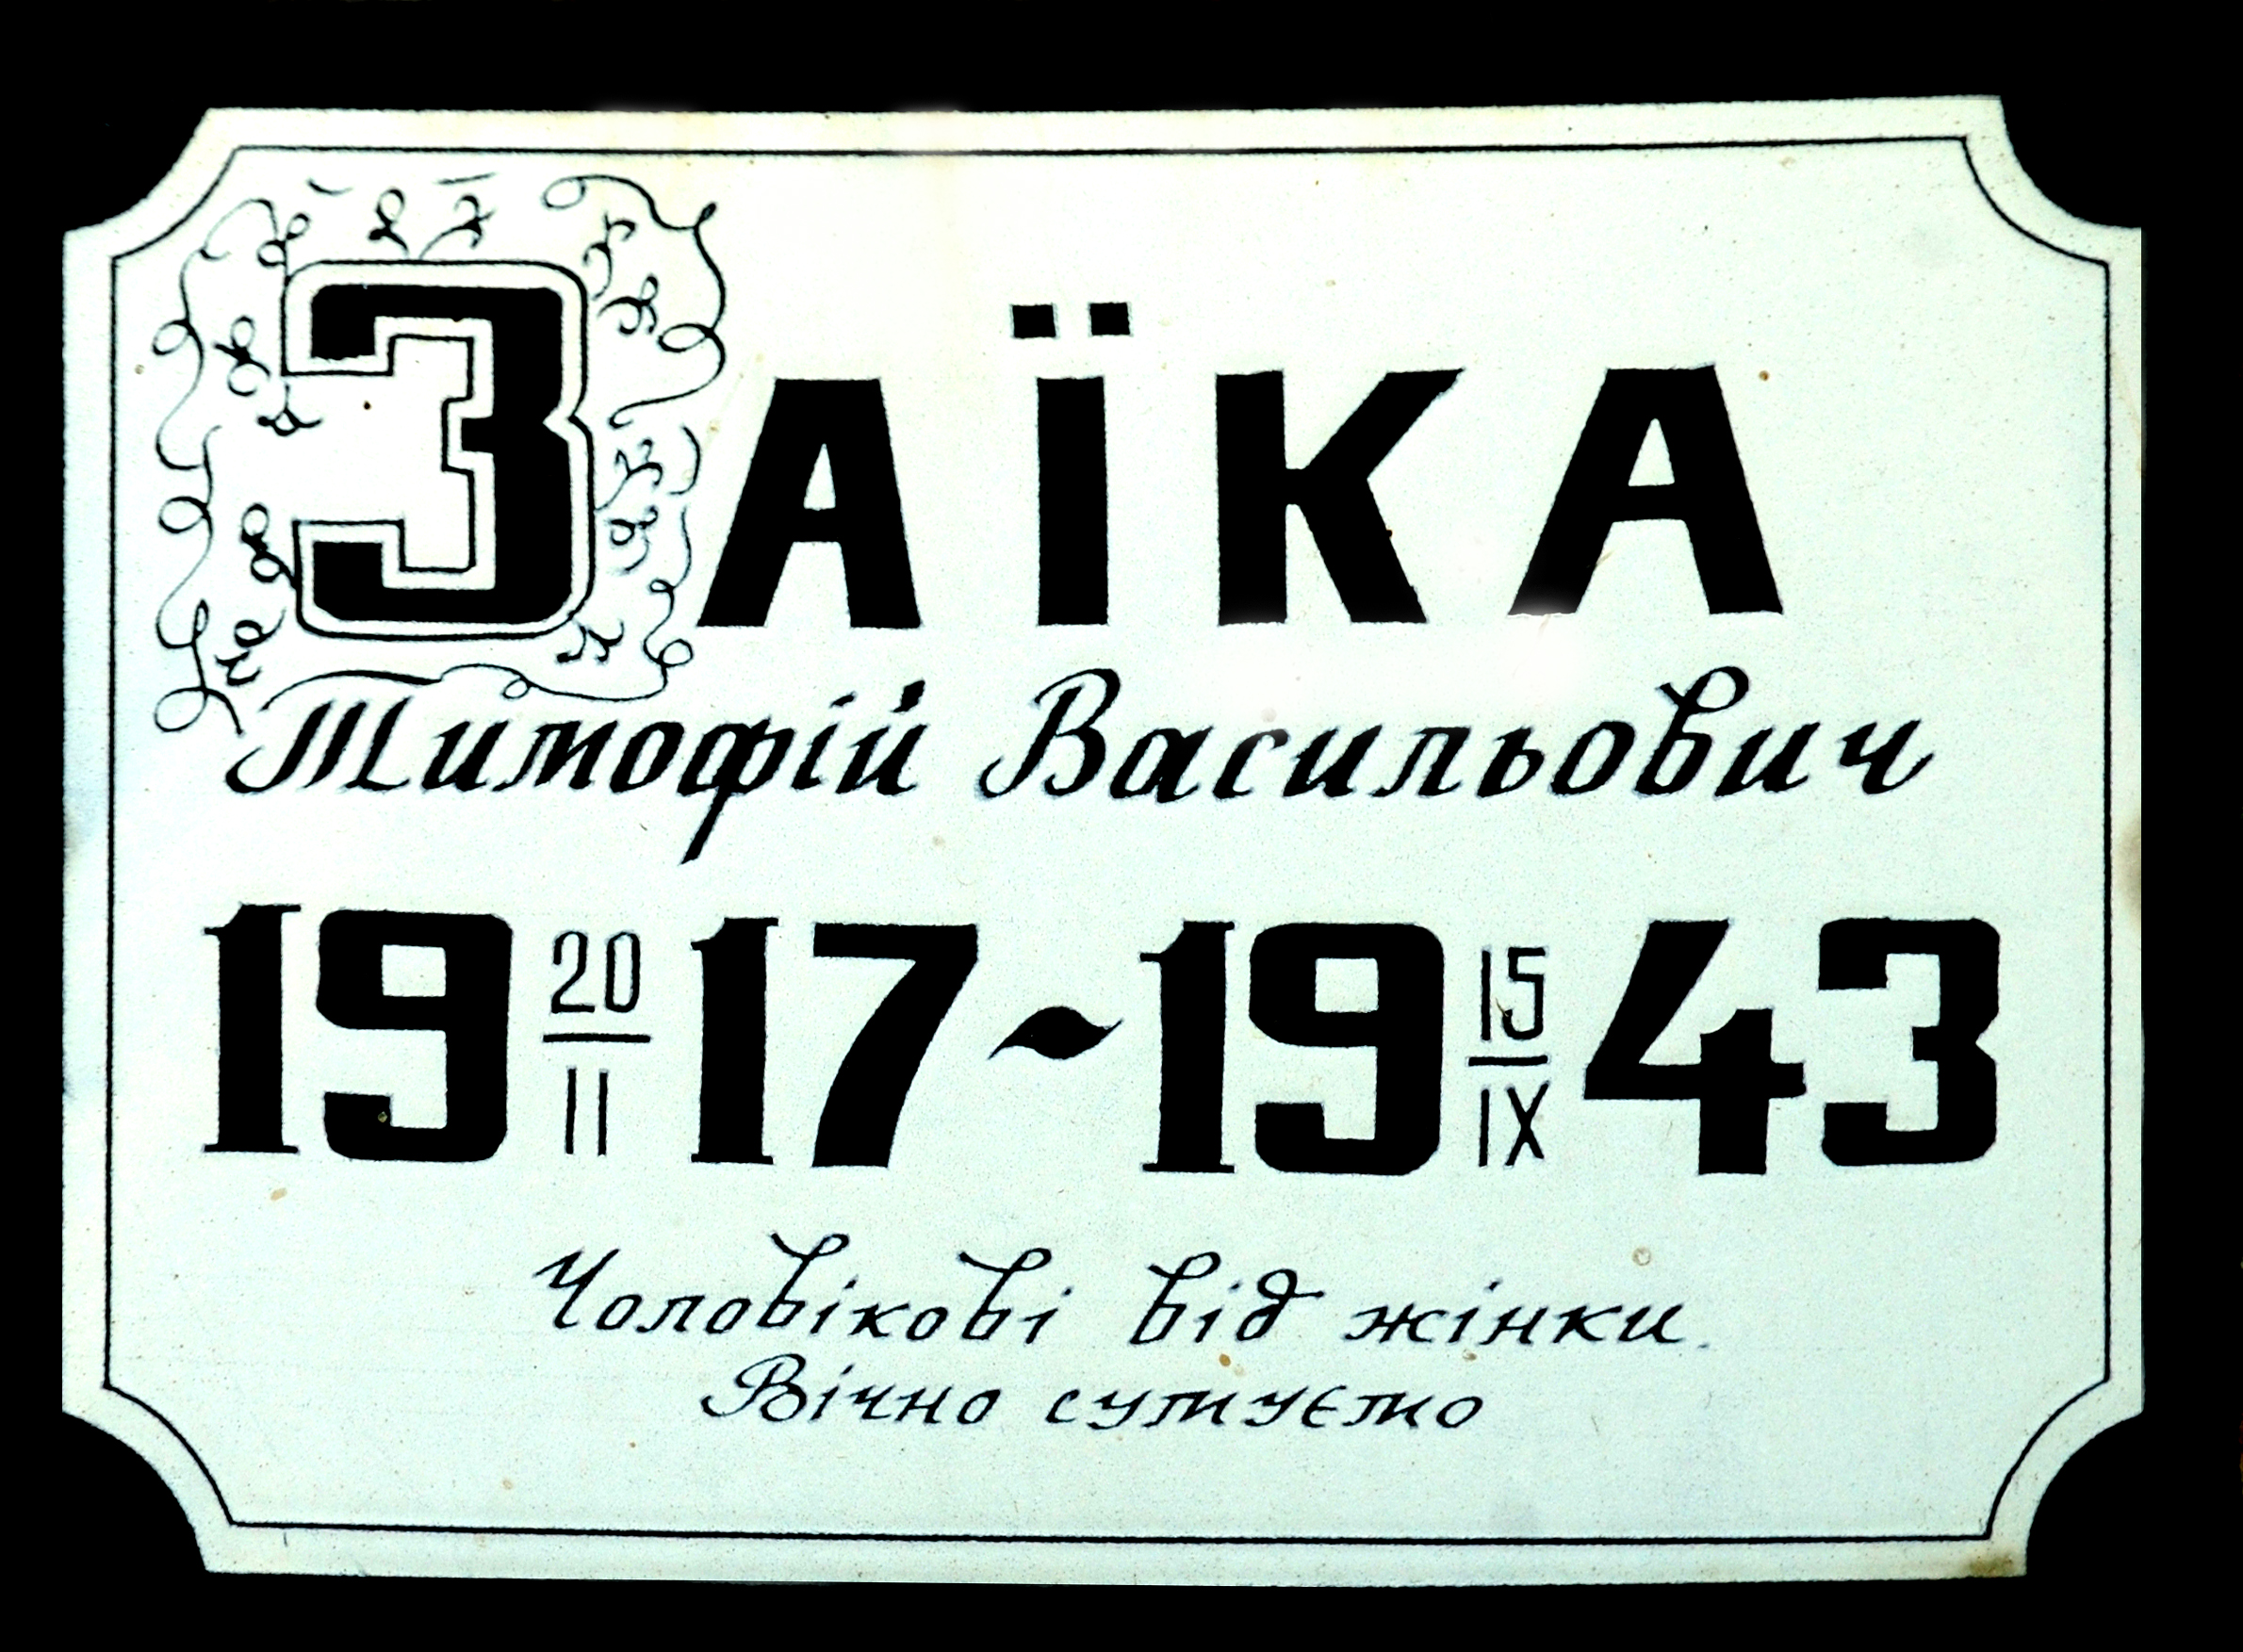 ЗАЇКА
Тимофій Васильович
19 20/II 17 ~ 19 15/IX 43
Чоловікові від жінки.
Вічно сумуємо